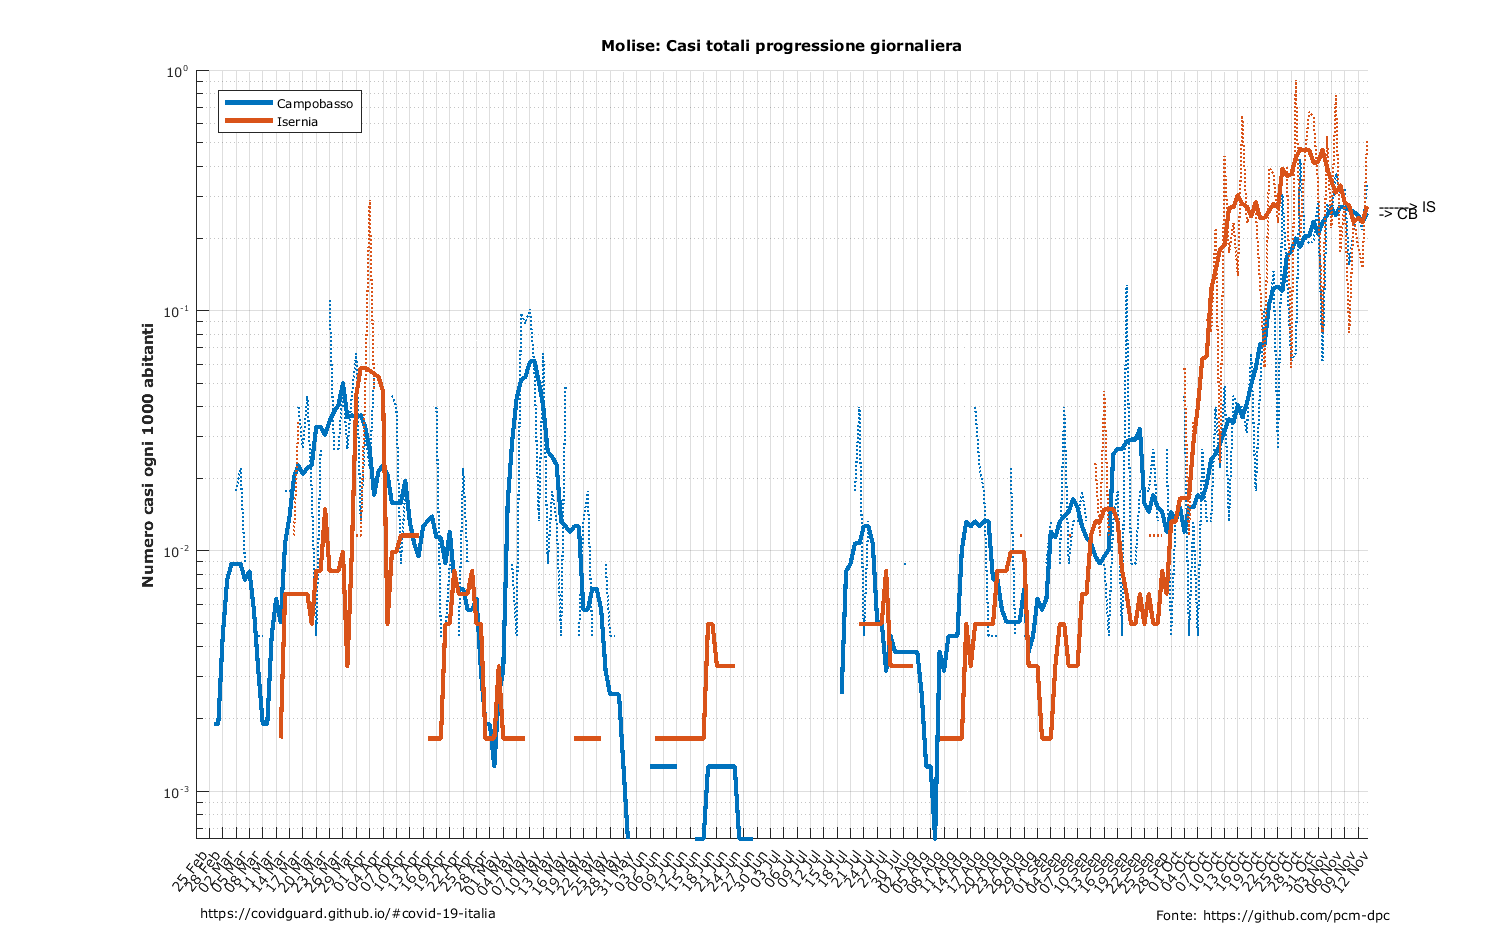 Molise: Casi totali progressione giornaliera
Numero casi ogni 1000 abitanti
10⁰
10⁻¹
10⁻²
10⁻³
Campobasso
Isernia
------> IS
-> CB
25 Feb
28 Feb
02 Mar
05 Mar
08 Mar
11 Mar
14 Mar
17 Mar
20 Mar
23 Mar
26 Mar
29 Mar
01 Apr
04 Apr
07 Apr
10 Apr
13 Apr
16 Apr
19 Apr
22 Apr
25 Apr
28 Apr
01 May
04 May
07 May
10 May
13 May
16 May
19 May
22 May
25 May
28 May
31 May
03 Jun
06 Jun
09 Jun
12 Jun
15 Jun
18 Jun
21 Jun
24 Jun
27 Jun
30 Jun
03 Jul
06 Jul
09 Jul
12 Jul
15 Jul
18 Jul
21 Jul
24 Jul
27 Jul
30 Jul
02 Aug
05 Aug
08 Aug
11 Aug
14 Aug
17 Aug
20 Aug
23 Aug
26 Aug
29 Aug
01 Sep
04 Sep
07 Sep
10 Sep
13 Sep
16 Sep
19 Sep
22 Sep
25 Sep
28 Sep
01 Oct
04 Oct
07 Oct
10 Oct
13 Oct
16 Oct
19 Oct
22 Oct
25 Oct
28 Oct
31 Oct
03 Nov
06 Nov
09 Nov
12 Nov
https://covidguard.github.io/#covid-19-italia
Fonte: https://github.com/pcm-dpc